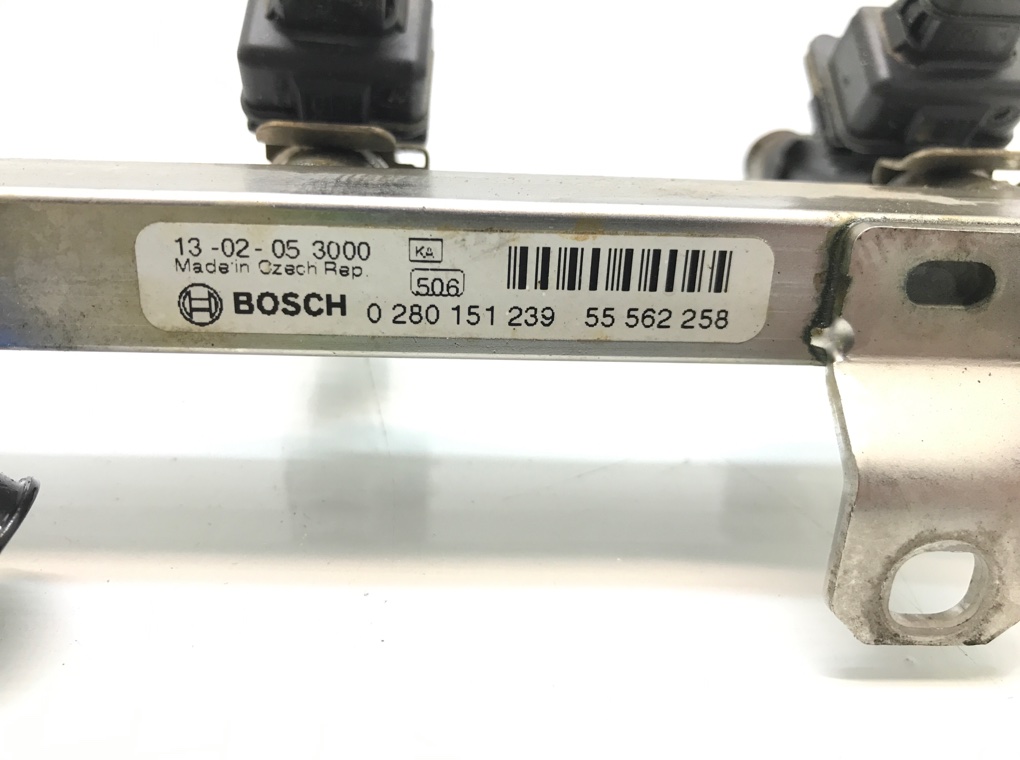 13 -02 - 05 3000 KA
Made in Czech Rep.
506
BOSCH 0 280 151 239 55 562 258